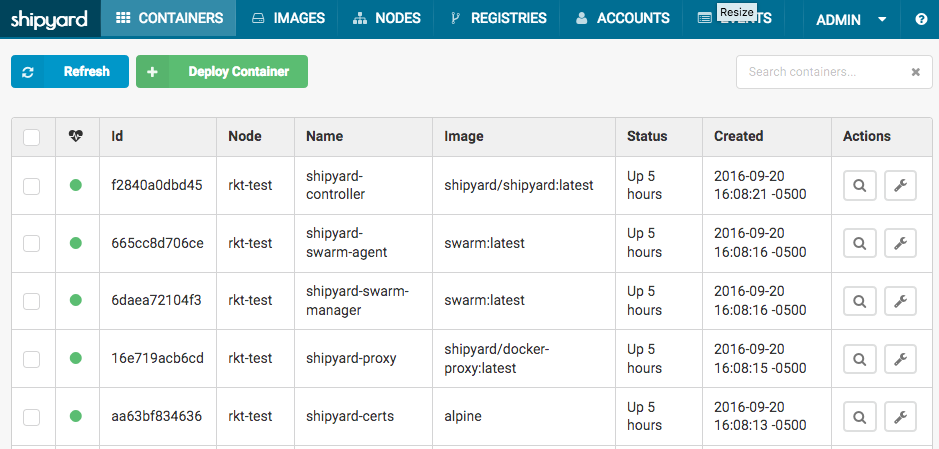 shipyard CONTAINERS IMAGES NODES REGISTRIES ACCOUNTS Resize ADMIN ?
Refresh Deploy Container Search containers...
Id Node Name Image Status Created Actions
f2840a0dbd45 rkt-test shipyard-controller shipyard/shipyard:latest Up 5 hours 2016-09-20 16:08:21 -0500
665cc8d706ce rkt-test shipyard-swarm-agent swarm:latest Up 5 hours 2016-09-20 16:08:16 -0500
6daea72104f3 rkt-test shipyard-swarm-manager swarm:latest Up 5 hours 2016-09-20 16:08:16 -0500
16e719acb6cd rkt-test shipyard-proxy shipyard/docker-proxy:latest Up 5 hours 2016-09-20 16:08:15 -0500
aa63bf834636 rkt-test shipyard-certs alpine Up 5 hours 2016-09-20 16:08:13 -0500